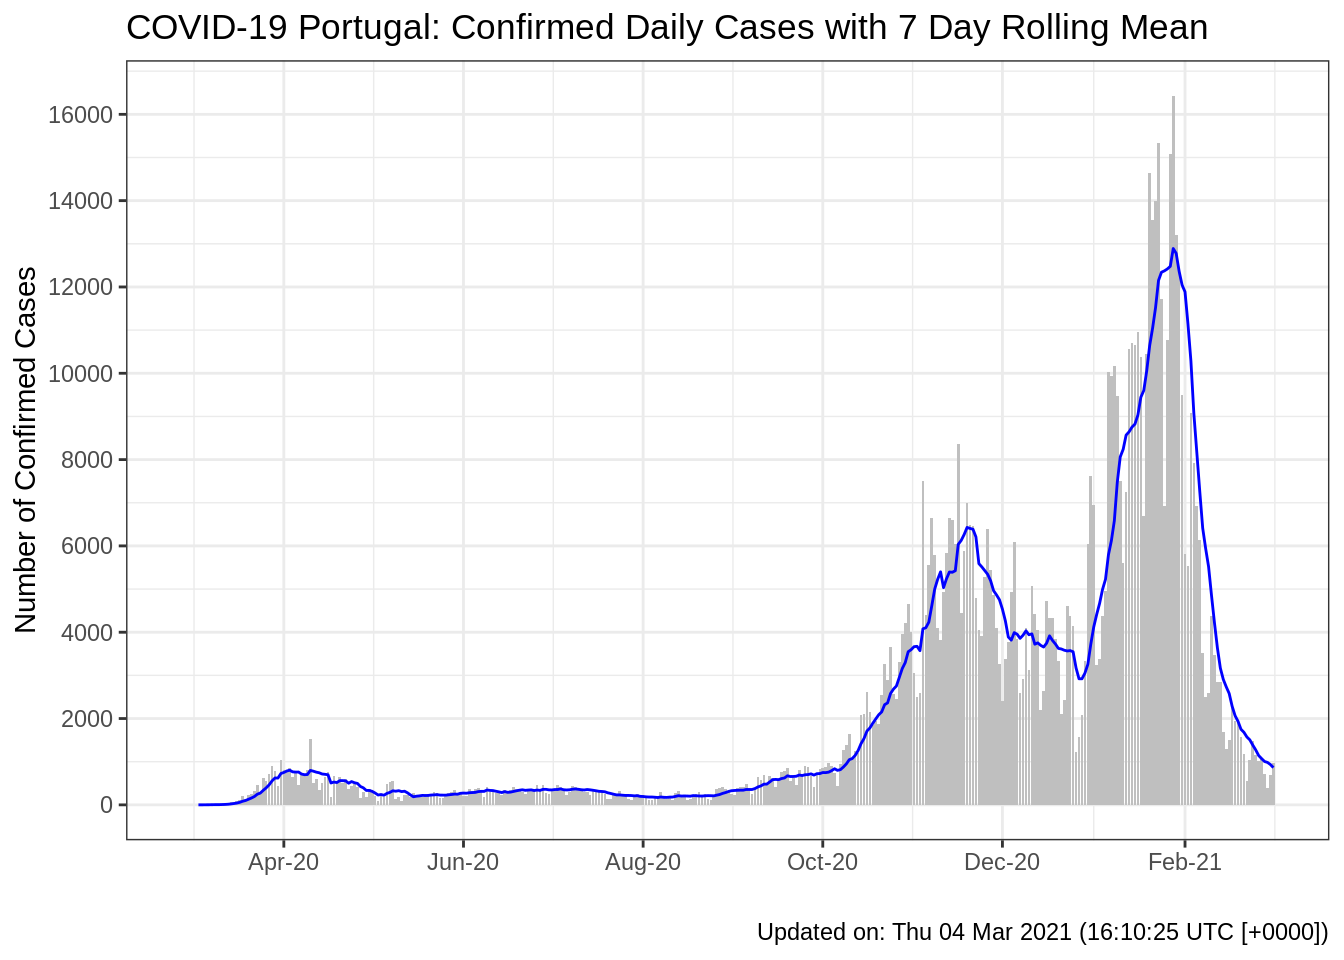 COVID-19 Portugal: Confirmed Daily Cases with 7 Day Rolling Mean
Number of Confirmed Cases
16000
14000
12000
10000
8000
6000
4000
2000
0
Apr-20 Jun-20 Aug-20 Oct-20 Dec-20 Feb-21
Updated on: Thu 04 Mar 2021 (16:10:25 UTC [+0000])